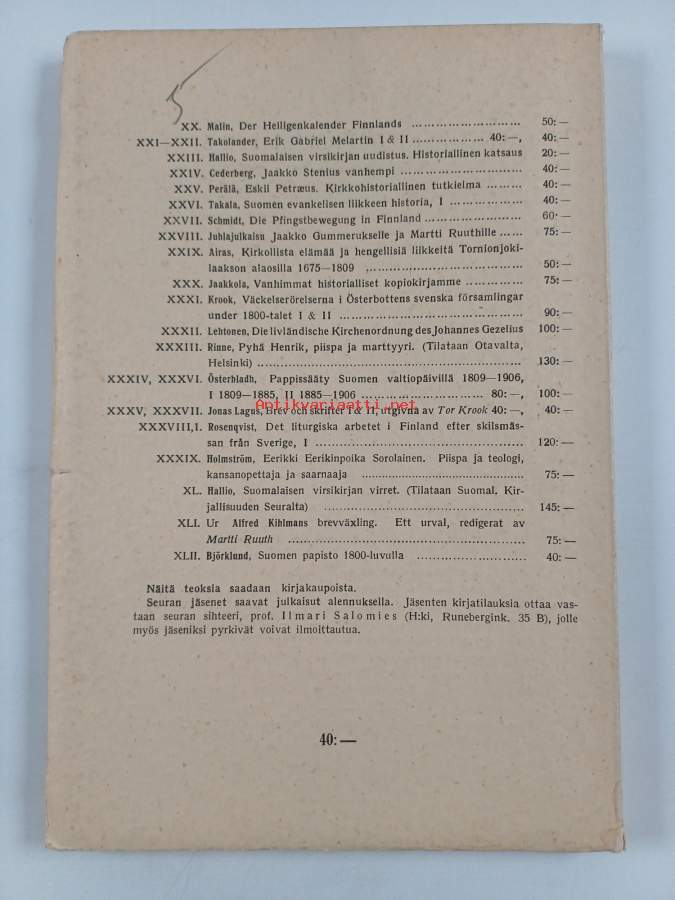 5
XX. Malin, Der Heiligenkalender Finnlands ........................... 50: —
XXI—XXII. Takolander, Erik Gabriel Melartin I & II .................. 40: —, 40: —
XXIII. Hallio, Suomalaisen virsikirjan uudistus. Historiallinen katsaus 20: —
XXIV. Cederberg, Jaakko Stenius vanhempi .............................. 40: —
XXV. Perälä, Eskil Petræus. Kirkkohistoriallinen tutkielma ......... 40: —
XXVI. Takala, Suomen evankelisen liikkeen historia, I .................. 40: —
XXVII. Schmidt, Die Pfingstbewegung in Finnland ........................ 60· —
XXVIII. Juhlajulkaisu Jaakko Gummerukselle ja Martti Ruuthille ...... 75: —
XXIX. Airas, Kirkollista elämää ja hengellisiä liikkeitä Tornionjoki-
laakson alaosilla 1675—1809 ....................................... 50: —
XXX. Jaakkola, Vanhimmat historialliset kopiokirjamme ............... 75: —
XXXI. Krook, Väckelserörelserna i Österbottens svenska församlingar
under 1800-talet I & II ............................................. 90: —
XXXII. Lehtonen, Die livländische Kirchenordnung des Johannes Gezelius 100: —
XXXIII. Rinne, Pyhä Henrik, piispa ja marttyyri. (Tilataan Otavalta,
Helsinki) ................................................................. 130: —
XXXIV, XXXVI. Österbladh, Pappissääty Suomen valtiopäivillä 1809—1906,
I 1809—1885, II 1885—1906 ........................... 80: —, 100: —
Antikvariaatti.net
XXXV, XXXVII. Jonas Lagus, Brev och skrifter I & II, utgivna av Tor Krook 40: —, 40: —
XXXVIII,I. Rosenqvist, Det liturgiska arbetet i Finland efter skilsmäs-
san från Sverige, I ................................................... 120: —
XXXIX. Holmström, Eerikki Eerikinpoika Sorolainen. Piispa ja teologi,
kansanopettaja ja saarnaaja .......................................... 75: —
XL. Hallio, Suomalaisen virsikirjan virret. (Tilataan Suomal. Kir-
jallisuuden Seuralta) ................................................... 145: —
XLI. Ur Alfred Kihlmans brevväxling. Ett urval, redigerat av
Martti Ruuth ............................................................ 75: —
XLII. Björklund, Suomen papisto 1800-luvulla ........................... 40: —
Näitä teoksia saadaan kirjakaupoista.
Seuran jäsenet saavat julkaisut alennuksella. Jäsenten kirjatilauksia ottaa vas-
taan seuran sihteeri, prof. Ilmari Salomies (H:ki, Runebergink. 35 B), jolle
myös jäseniksi pyrkivät voivat ilmoittautua.
40: —